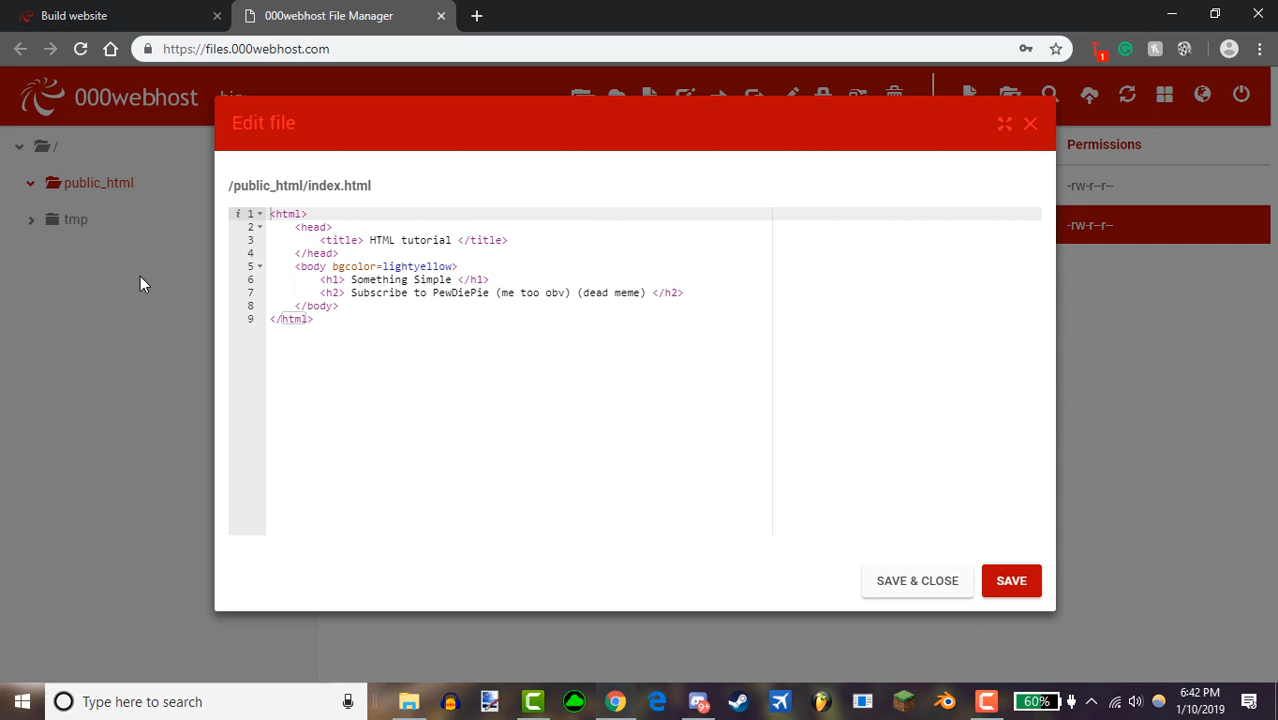 Build website
000webhost File Manager
https://files.000webhost.com
1
000webhost
Edit file
Permissions
/
public_html
-rw-r--r--
/public_html/index.html
tmp
-rw-r--r--
i 1 <html>
2 <head>
3 <title> HTML tutorial </title>
4 </head>
5 <body bgcolor=lightyellow>
6 <h1> Something Simple </h1>
7 <h2> Subscribe to PewDiePie (me too obv) (dead meme) </h2>
8 </body>
9 </html>
SAVE & CLOSE
SAVE
Type here to search
60%
6:42 PM
1/10/2019